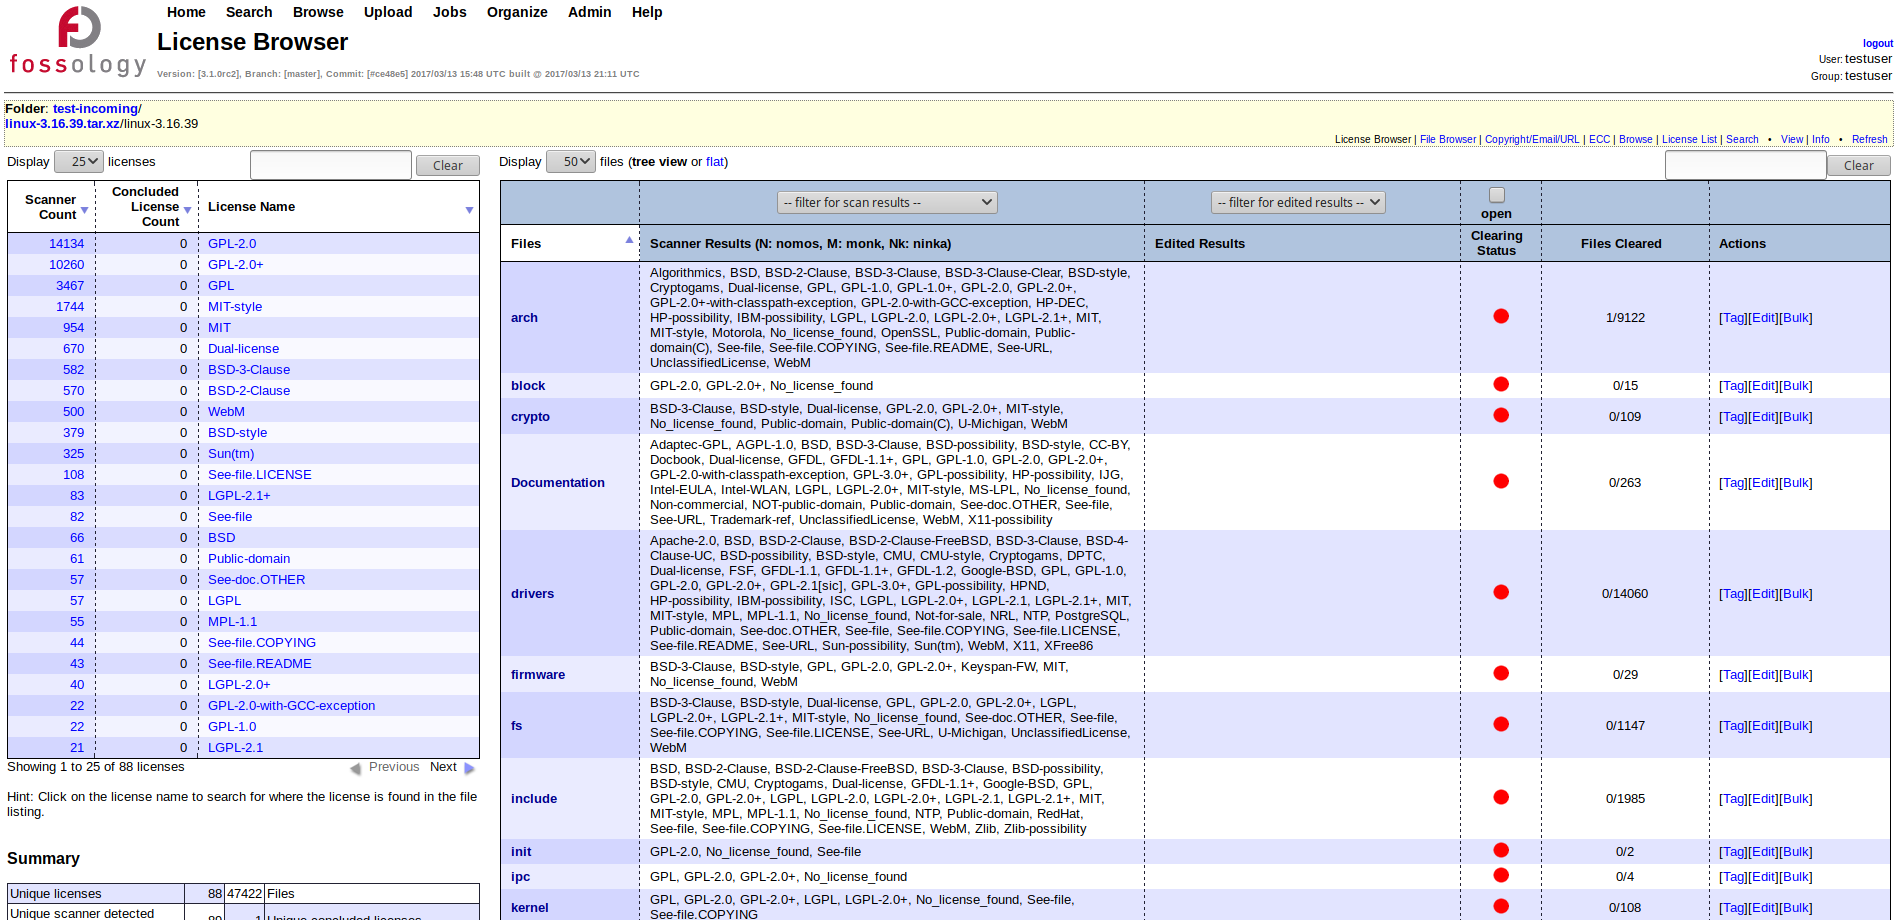 Home Search Browse Upload Jobs Organize Admin Help
fossology
License Browser
Version: [3.1.0rc2], Branch: [master], Commit: [#ce48e5] 2017/03/13 15:48 UTC built @ 2017/03/13 21:11 UTC
logout
User: testuser
Group: testuser
Folder: test-incoming/
linux-3.16.39.tar.xz/linux-3.16.39
License Browser | File Browser | Copyright/Email/URL | ECC | Browse | License List | Search • View | Info • Refresh
Display 25 licenses Clear
Scanner Count Concluded License Count License Name
14134 0 GPL-2.0
10260 0 GPL-2.0+
3467 0 GPL
1744 0 MIT-style
954 0 MIT
670 0 Dual-license
582 0 BSD-3-Clause
570 0 BSD-2-Clause
500 0 WebM
379 0 BSD-style
325 0 Sun(tm)
108 0 See-file.LICENSE
83 0 LGPL-2.1+
82 0 See-file
66 0 BSD
61 0 Public-domain
57 0 See-doc.OTHER
57 0 LGPL
55 0 MPL-1.1
44 0 See-file.COPYING
43 0 See-file.README
40 0 LGPL-2.0+
22 0 GPL-2.0-with-GCC-exception
22 0 GPL-1.0
21 0 LGPL-2.1
Showing 1 to 25 of 88 licenses Previous Next
Hint: Click on the license name to search for where the license is found in the file
listing.
Summary
Unique licenses 88 47422 Files
Unique scanner detected
Display 50 files (tree view or flat) Clear
-- filter for scan results -- -- filter for edited results -- open
Files Scanner Results (N: nomos, M: monk, Nk: ninka) Edited Results Clearing Status Files Cleared Actions
arch
Algorithmics, BSD, BSD-2-Clause, BSD-3-Clause, BSD-3-Clause-Clear, BSD-style,
Cryptogams, Dual-license, GPL, GPL-1.0, GPL-1.0+, GPL-2.0, GPL-2.0+,
GPL-2.0+-with-classpath-exception, GPL-2.0-with-GCC-exception, HP-DEC,
HP-possibility, IBM-possibility, LGPL, LGPL-2.0, LGPL-2.0+, LGPL-2.1+, MIT,
MIT-style, Motorola, No_license_found, OpenSSL, Public-domain, Public-
domain(C), See-file, See-file.COPYING, See-file.README, See-URL,
UnclassifiedLicense, WebM
1/9122 [Tag][Edit][Bulk]
block GPL-2.0, GPL-2.0+, No_license_found 0/15 [Tag][Edit][Bulk]
crypto
BSD-3-Clause, BSD-style, Dual-license, GPL-2.0, GPL-2.0+, MIT-style,
No_license_found, Public-domain, Public-domain(C), U-Michigan, WebM
0/109 [Tag][Edit][Bulk]
Documentation
Adaptec-GPL, AGPL-1.0, BSD, BSD-3-Clause, BSD-possibility, BSD-style, CC-BY,
Docbook, Dual-license, GFDL, GFDL-1.1+, GPL, GPL-1.0, GPL-2.0, GPL-2.0+,
GPL-2.0-with-classpath-exception, GPL-3.0+, GPL-possibility, HP-possibility, IJG,
Intel-EULA, Intel-WLAN, LGPL, LGPL-2.0+, MIT-style, MS-LPL, No_license_found,
Non-commercial, NOT-public-domain, Public-domain, See-doc.OTHER, See-file,
See-URL, Trademark-ref, UnclassifiedLicense, WebM, X11-possibility
0/263 [Tag][Edit][Bulk]
drivers
Apache-2.0, BSD, BSD-2-Clause, BSD-2-Clause-FreeBSD, BSD-3-Clause, BSD-4-
Clause-UC, BSD-possibility, BSD-style, CMU, CMU-style, Cryptogams, DPTC,
Dual-license, FSF, GFDL-1.1, GFDL-1.1+, GFDL-1.2, Google-BSD, GPL, GPL-1.0,
GPL-2.0, GPL-2.0+, GPL-2.1[sic], GPL-3.0+, GPL-possibility, HPND,
HP-possibility, IBM-possibility, ISC, LGPL, LGPL-2.0+, LGPL-2.1, LGPL-2.1+, MIT,
MIT-style, MPL, MPL-1.1, No_license_found, Not-for-sale, NRL, NTP, PostgreSQL,
Public-domain, See-doc.OTHER, See-file, See-file.COPYING, See-file.LICENSE,
See-file.README, See-URL, Sun-possibility, Sun(tm), WebM, X11, XFree86
0/14060 [Tag][Edit][Bulk]
firmware
BSD-3-Clause, BSD-style, GPL, GPL-2.0, GPL-2.0+, Keyspan-FW, MIT,
No_license_found, WebM
0/29 [Tag][Edit][Bulk]
fs
BSD-3-Clause, BSD-style, Dual-license, GPL, GPL-2.0, GPL-2.0+, LGPL,
LGPL-2.0+, LGPL-2.1+, MIT-style, No_license_found, See-doc.OTHER, See-file,
See-file.COPYING, See-file.LICENSE, See-URL, U-Michigan, UnclassifiedLicense,
WebM
0/1147 [Tag][Edit][Bulk]
include
BSD, BSD-2-Clause, BSD-2-Clause-FreeBSD, BSD-3-Clause, BSD-possibility,
BSD-style, CMU, Cryptogams, Dual-license, GFDL-1.1+, Google-BSD, GPL,
GPL-2.0, GPL-2.0+, LGPL, LGPL-2.0, LGPL-2.0+, LGPL-2.1, LGPL-2.1+, MIT,
MIT-style, MPL, MPL-1.1, No_license_found, NTP, Public-domain, RedHat,
See-file, See-file.COPYING, See-file.LICENSE, WebM, Zlib, Zlib-possibility
0/1985 [Tag][Edit][Bulk]
init GPL-2.0, No_license_found, See-file 0/2 [Tag][Edit][Bulk]
ipc GPL, GPL-2.0, GPL-2.0+, No_license_found 0/4 [Tag][Edit][Bulk]
kernel
GPL, GPL-2.0, GPL-2.0+, LGPL, LGPL-2.0+, No_license_found, See-file,
See-file.COPYING
0/108 [Tag][Edit][Bulk]